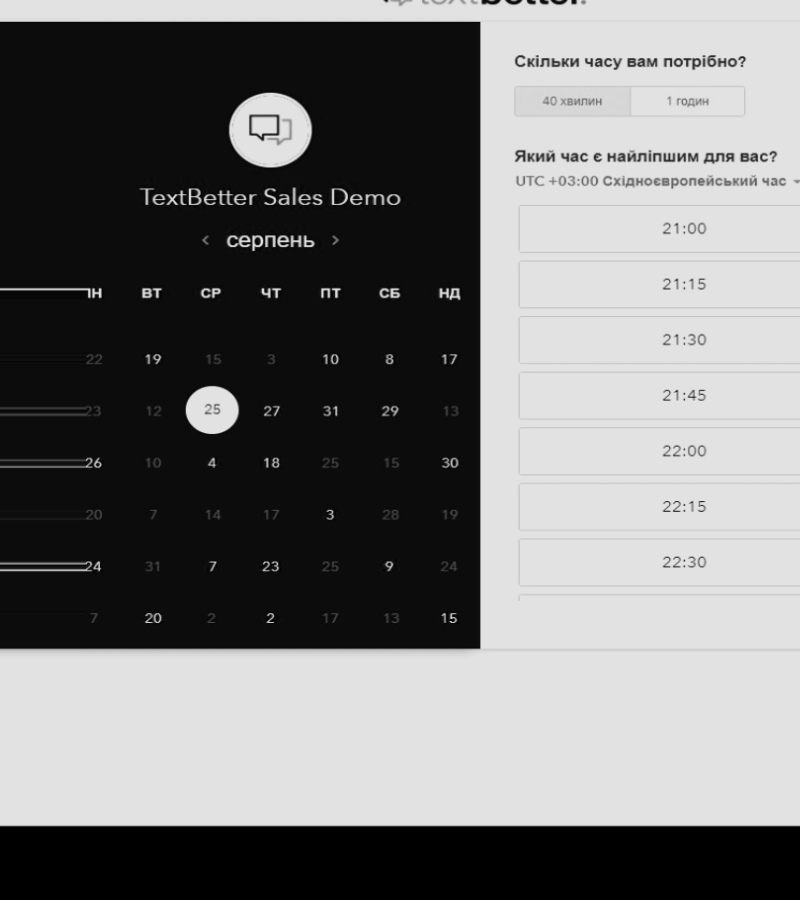 textbetter.
TextBetter Sales Demo
серпень
ПН ВТ СР ЧТ ПТ СБ НД
22 19 15 3 10 8 17
23 12 25 27 31 29 13
26 10 4 18 25 15 30
20 7 14 17 3 28 19
24 31 7 23 25 9 24
7 20 2 2 17 13 15
Скільки часу вам потрібно?
40 хвилин 1 годин
Який час є найліпшим для вас?
UTC +03:00 Східноєвропейський час
21:00
21:15
21:30
21:45
22:00
22:15
22:30